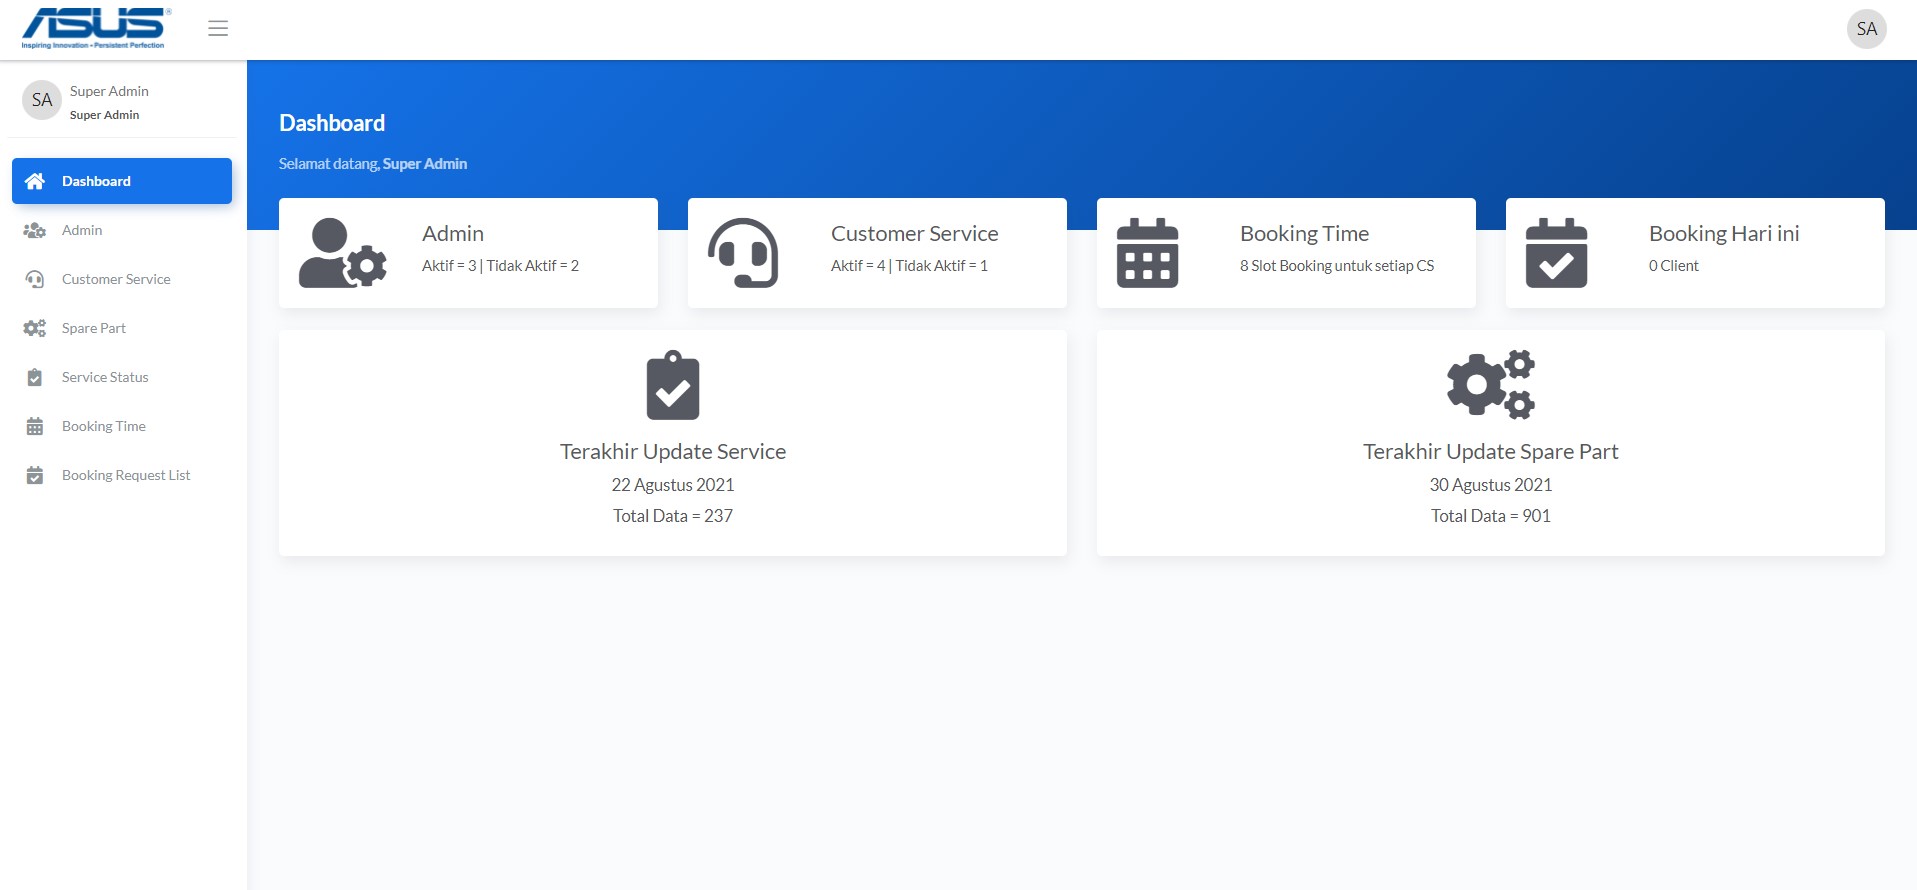 ASUS®
Inspiring Innovation • Persistent Perfection
SA
SA
Super Admin
Super Admin
Dashboard
Admin
Customer Service
Spare Part
Service Status
Booking Time
Booking Request List
Dashboard
Selamat datang, Super Admin
Admin
Aktif = 3 | Tidak Aktif = 2
Customer Service
Aktif = 4 | Tidak Aktif = 1
Booking Time
8 Slot Booking untuk setiap CS
Booking Hari ini
0 Client
Terakhir Update Service
22 Agustus 2021
Total Data = 237
Terakhir Update Spare Part
30 Agustus 2021
Total Data = 901